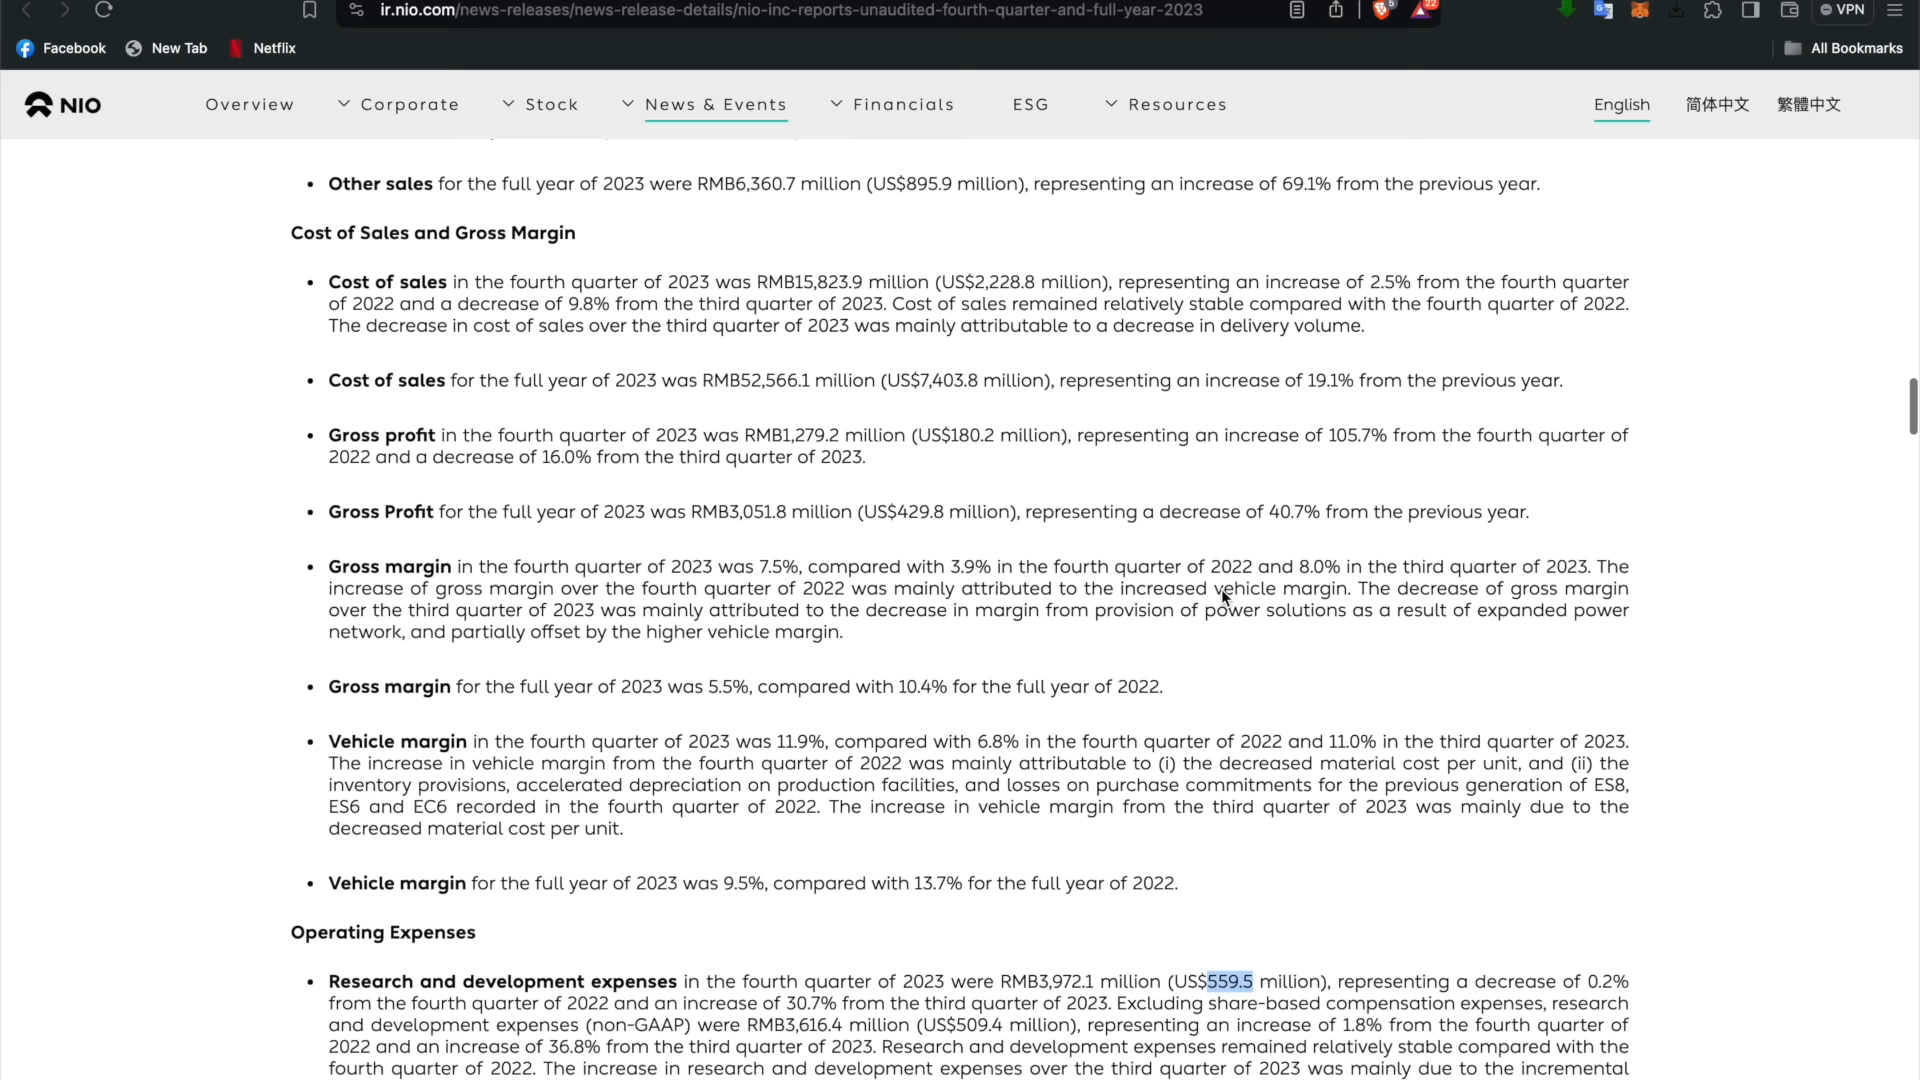 ir.nio.com/news-releases/news-release-details/nio-inc-reports-unaudited-fourth-quarter-and-full-year-2023
5
22
VPN
Facebook
New Tab
Netflix
All Bookmarks
NIO
Overview
Corporate
Stock
News & Events
Financials
ESG
Resources
English
简体中文
繁體中文
• Other sales for the full year of 2023 were RMB6,360.7 million (US$895.9 million), representing an increase of 69.1% from the previous year.
Cost of Sales and Gross Margin
• Cost of sales in the fourth quarter of 2023 was RMB15,823.9 million (US$2,228.8 million), representing an increase of 2.5% from the fourth quarter
of 2022 and a decrease of 9.8% from the third quarter of 2023. Cost of sales remained relatively stable compared with the fourth quarter of 2022.
The decrease in cost of sales over the third quarter of 2023 was mainly attributable to a decrease in delivery volume.
• Cost of sales for the full year of 2023 was RMB52,566.1 million (US$7,403.8 million), representing an increase of 19.1% from the previous year.
• Gross profit in the fourth quarter of 2023 was RMB1,279.2 million (US$180.2 million), representing an increase of 105.7% from the fourth quarter of
2022 and a decrease of 16.0% from the third quarter of 2023.
• Gross Profit for the full year of 2023 was RMB3,051.8 million (US$429.8 million), representing a decrease of 40.7% from the previous year.
• Gross margin in the fourth quarter of 2023 was 7.5%, compared with 3.9% in the fourth quarter of 2022 and 8.0% in the third quarter of 2023. The
increase of gross margin over the fourth quarter of 2022 was mainly attributed to the increased vehicle margin. The decrease of gross margin
over the third quarter of 2023 was mainly attributed to the decrease in margin from provision of power solutions as a result of expanded power
network, and partially offset by the higher vehicle margin.
• Gross margin for the full year of 2023 was 5.5%, compared with 10.4% for the full year of 2022.
• Vehicle margin in the fourth quarter of 2023 was 11.9%, compared with 6.8% in the fourth quarter of 2022 and 11.0% in the third quarter of 2023.
The increase in vehicle margin from the fourth quarter of 2022 was mainly attributable to (i) the decreased material cost per unit, and (ii) the
inventory provisions, accelerated depreciation on production facilities, and losses on purchase commitments for the previous generation of ES8,
ES6 and EC6 recorded in the fourth quarter of 2022. The increase in vehicle margin from the third quarter of 2023 was mainly due to the
decreased material cost per unit.
• Vehicle margin for the full year of 2023 was 9.5%, compared with 13.7% for the full year of 2022.
Operating Expenses
• Research and development expenses in the fourth quarter of 2023 were RMB3,972.1 million (US$559.5 million), representing a decrease of 0.2%
from the fourth quarter of 2022 and an increase of 30.7% from the third quarter of 2023. Excluding share-based compensation expenses, research
and development expenses (non-GAAP) were RMB3,616.4 million (US$509.4 million), representing an increase of 1.8% from the fourth quarter of
2022 and an increase of 36.8% from the third quarter of 2023. Research and development expenses remained relatively stable compared with the
fourth quarter of 2022. The increase in research and development expenses over the third quarter of 2023 was mainly due to the incremental